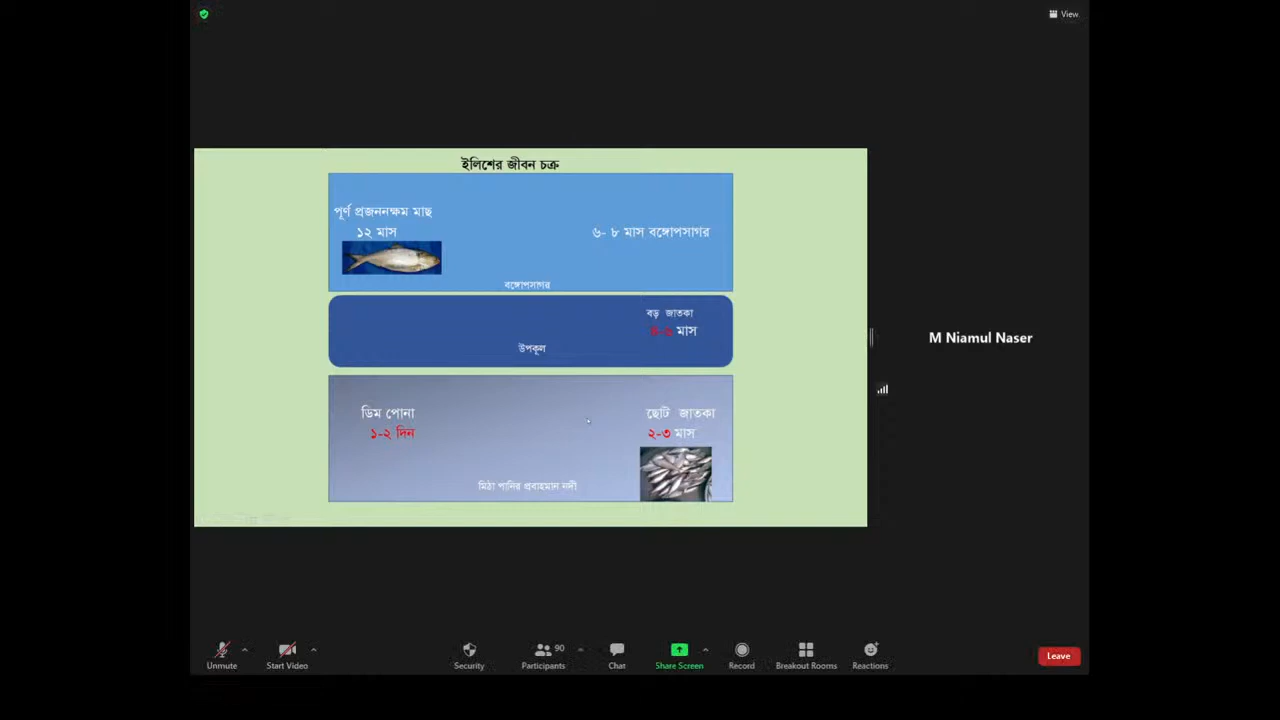 View
ইলিশের জীবন চক্র
পূর্ণ প্রজননক্ষম মাছ
১২ মাস
৬- ৮ মাস বঙ্গোপসাগর
বঙ্গোপসাগর
বড় জাতকা
মাস
উপকূল
ডিম পোনা
১-২ দিন
ছোট জাতকা
২-৩ মাস
মিঠা পানির প্রবাহমান নদী
M Niamul Naser
Unmute
Start Video
Security
Participants 90
Chat
Share Screen
Record
Breakout Rooms
Reactions
Leave